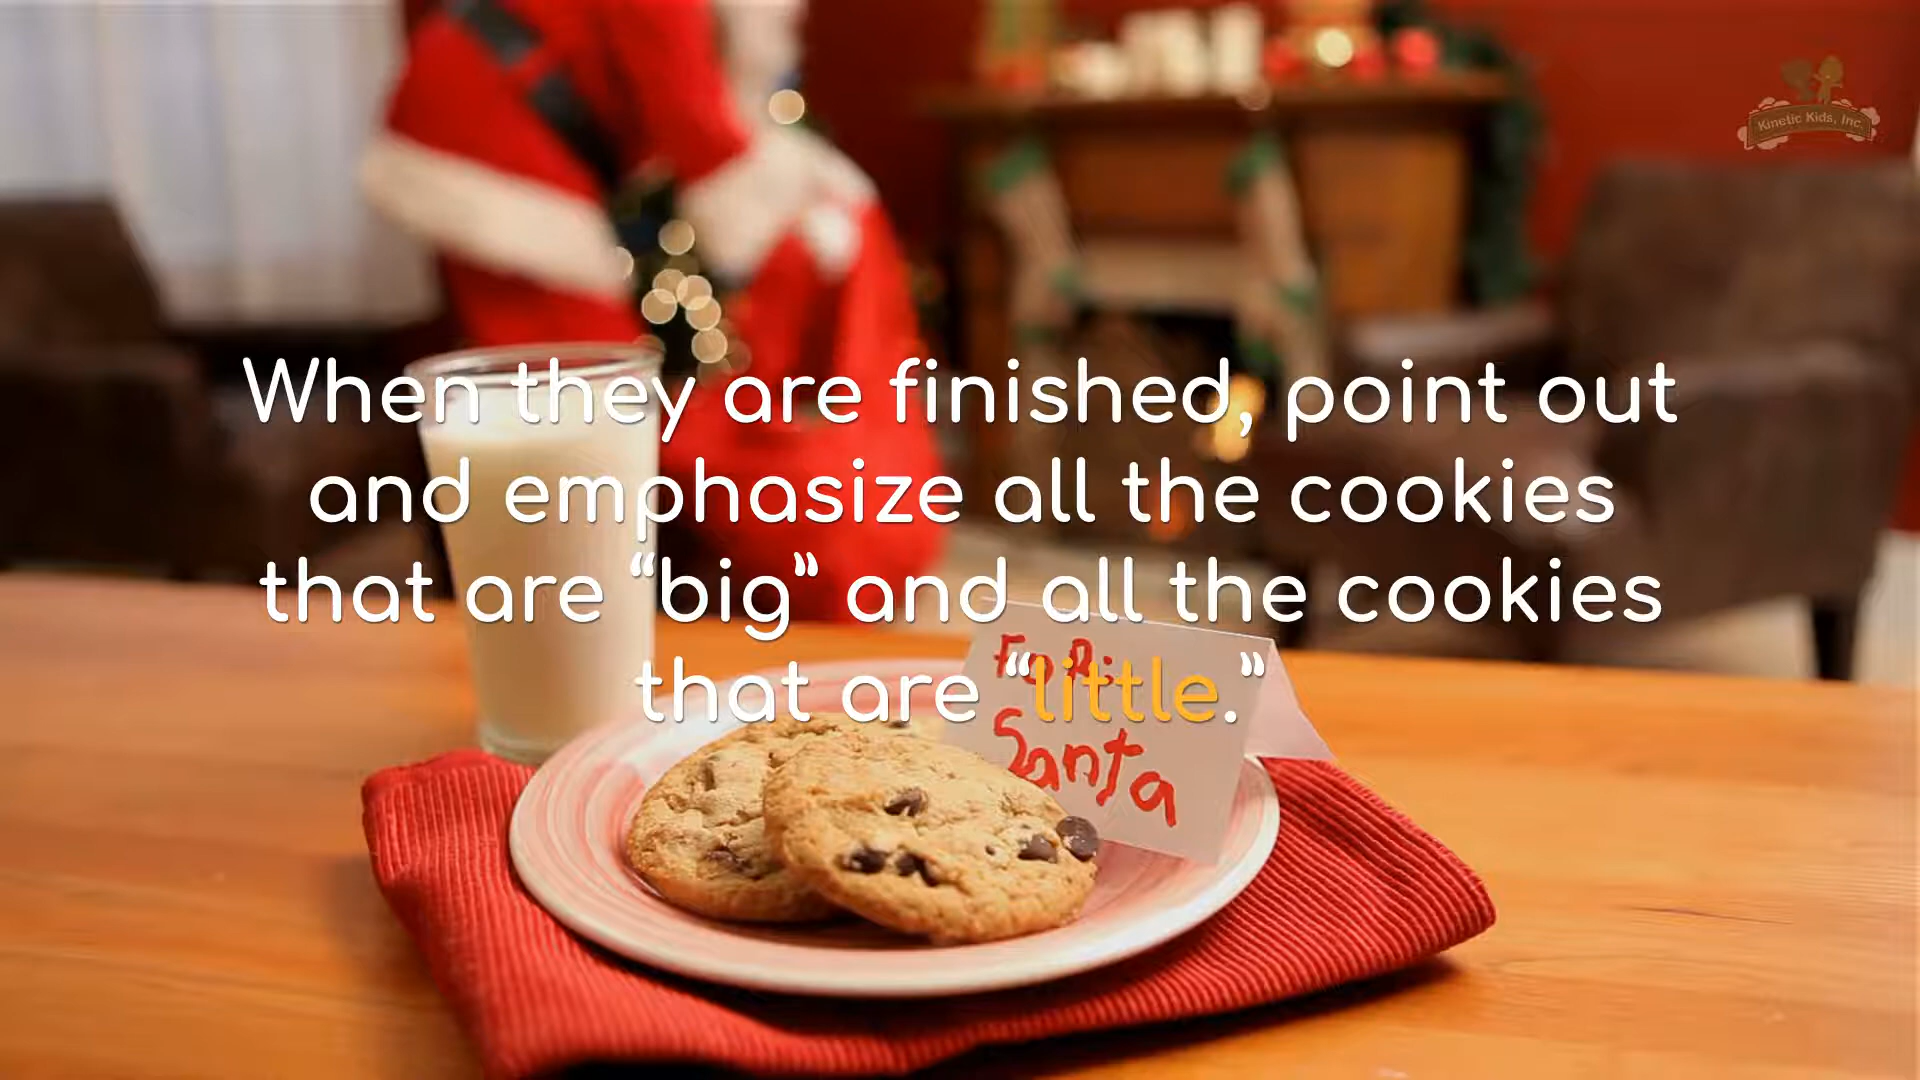 Kinetic Kids, Inc.
When they are finished, point out
and emphasize all the cookies
that are “big” and all the cookies
that are “little.”
For:
Santa